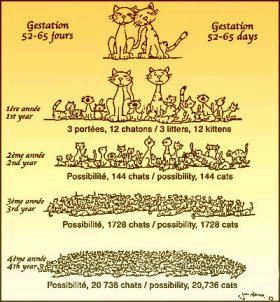 Gestation
52-65 jours
Gestation
52-65 days
1ère année
1st year
3 portées, 12 chatons / 3 litters, 12 kittens
2ème année
2nd year
Possibilité, 144 chats / possibility, 144 cats
3ème année
3rd year
Possibilité, 1728 chats / possibility, 1728 cats
4ème année
4th year
Possibilité, 20 736 chats / possibility, 20,736 cats